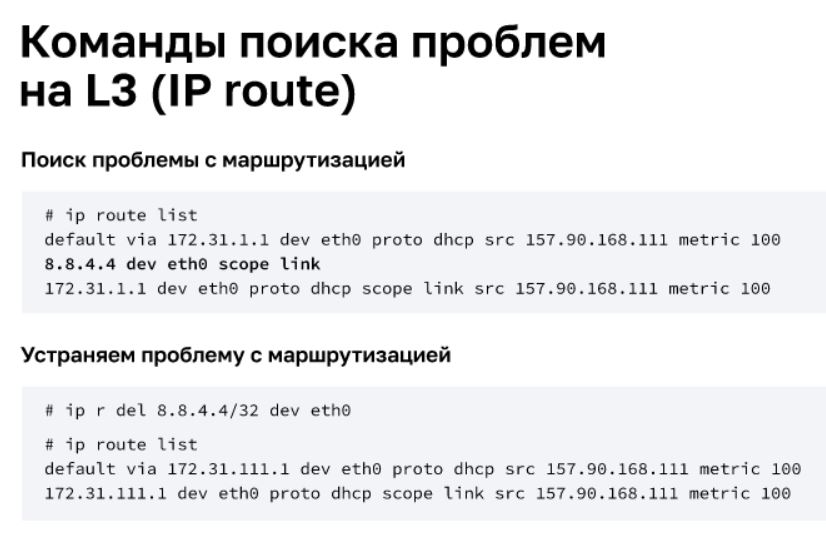 Команды поиска проблем
на L3 (IP route)
Поиск проблемы с маршрутизацией
# ip route list
default via 172.31.1.1 dev eth0 proto dhcp src 157.90.168.111 metric 100
8.8.4.4 dev eth0 scope link
172.31.1.1 dev eth0 proto dhcp scope link src 157.90.168.111 metric 100
Устраняем проблему с маршрутизацией
# ip r del 8.8.4.4/32 dev eth0
# ip route list
default via 172.31.111.1 dev eth0 proto dhcp src 157.90.168.111 metric 100
172.31.111.1 dev eth0 proto dhcp scope link src 157.90.168.111 metric 100